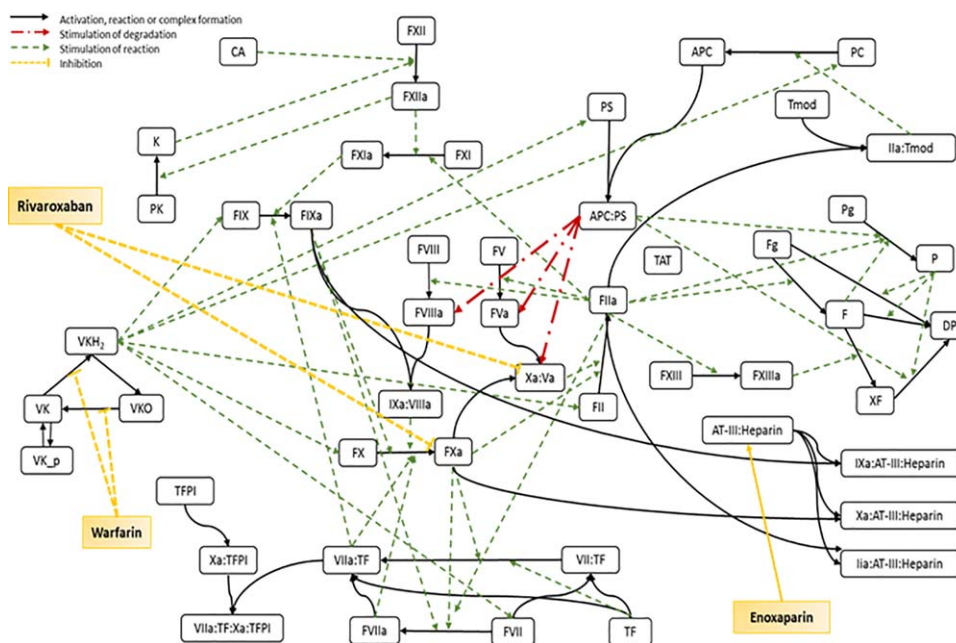 Activation, reaction or complex formation
Stimulation of degradation
Stimulation of reaction
Inhibition
FXII
CA
APC
PC
FXIIa
PS
Tmod
K
FXIa
FXI
IIa:Tmod
PK
Rivaroxaban
FIX
FIXa
APC:PS
Pg
FVIII
FV
Fg
P
TAT
FIIa
FVIIIa
FVa
F
DP
VKH2
Xa:Va
FXIII
FXIIIa
IXa:VIIIa
FII
XF
VK
VKO
AT-III:Heparin
FX
FXa
VK_p
IXa:AT-III:Heparin
TFPI
Xa:AT-III:Heparin
Warfarin
Xa:TFPI
VIIa:TF
VII:TF
Iia:AT-III:Heparin
Enoxaparin
VIIa:TF:Xa:TFPI
FVIIa
FVII
TF